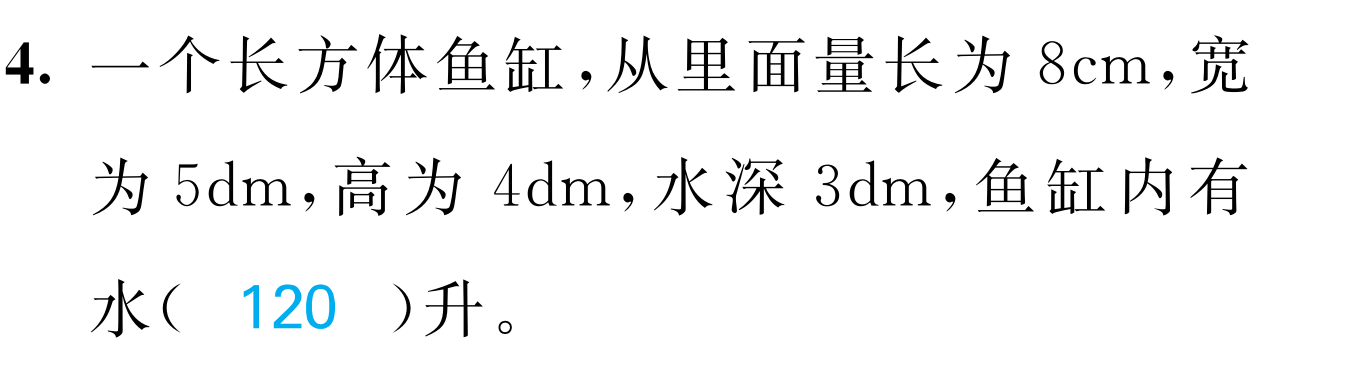 4. 一个长方体鱼缸,从里面量长为 8cm,宽
为 5dm,高为 4dm,水深 3dm,鱼缸内有
水( 120 )升。